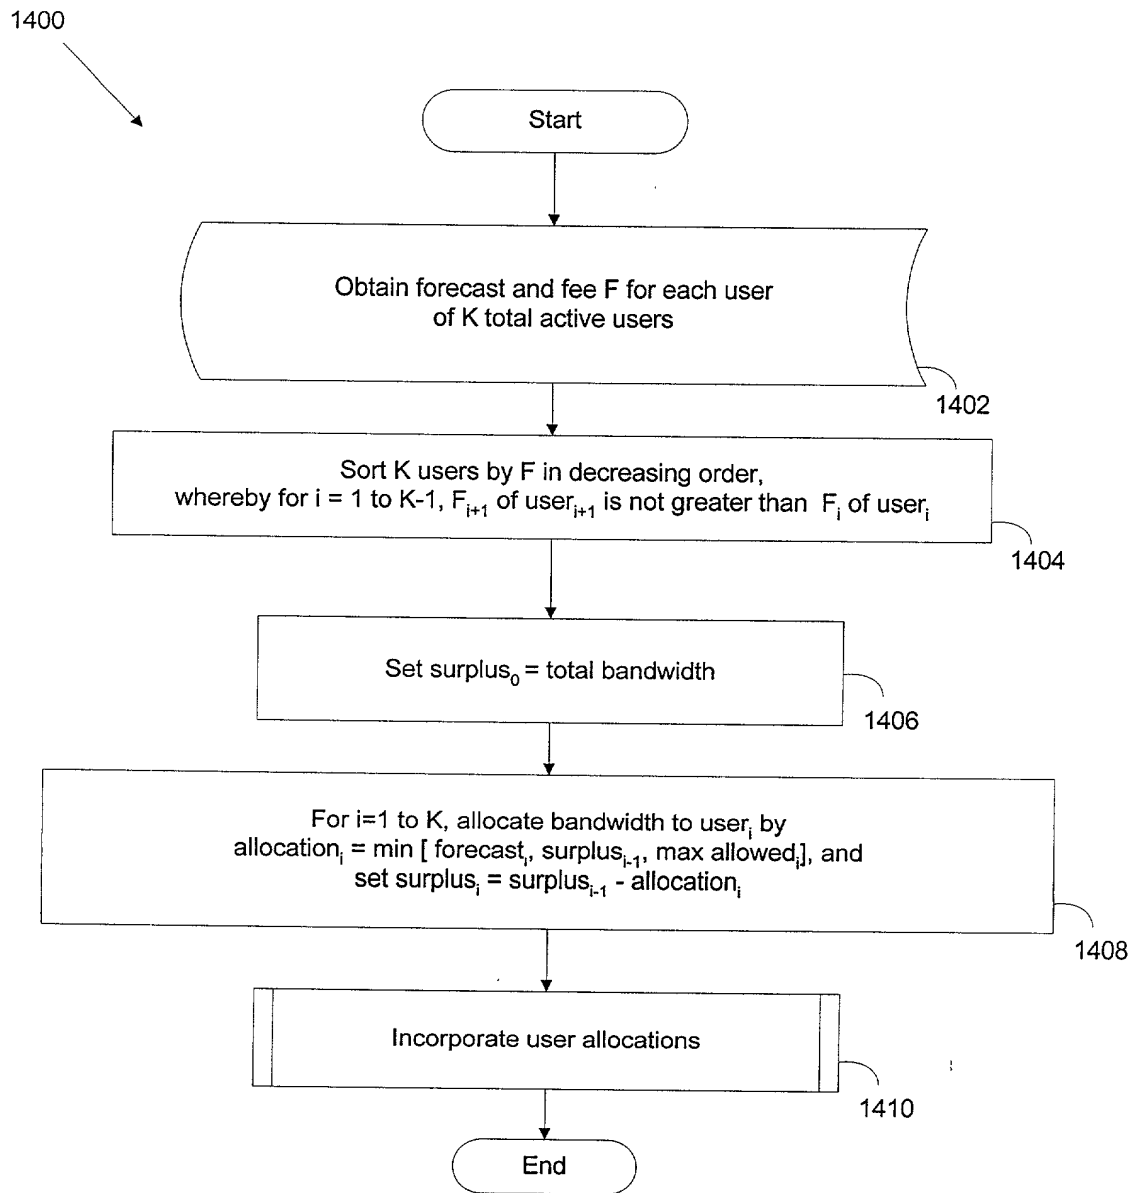 1400
Start
Obtain forecast and fee F for each user
of K total active users
1402
Sort K users by F in decreasing order,
whereby for i = 1 to K-1, Fᵢ₊₁ of userᵢ₊₁ is not greater than Fᵢ of userᵢ
1404
Set surplus₀ = total bandwidth
1406
For i=1 to K, allocate bandwidth to userᵢ by
allocationᵢ = min [ forecastᵢ, surplusᵢ₋₁, max allowedᵢ], and
set surplusᵢ = surplusᵢ₋₁ - allocationᵢ
1408
Incorporate user allocations
1410
End